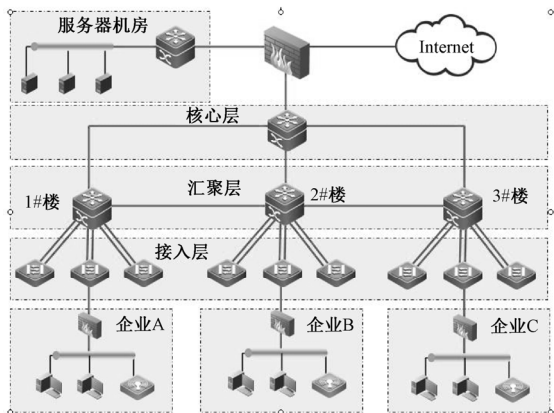 服务器机房
Internet
核心层
1#楼
汇聚层
2#楼
3#楼
接入层
企业A
企业B
企业C